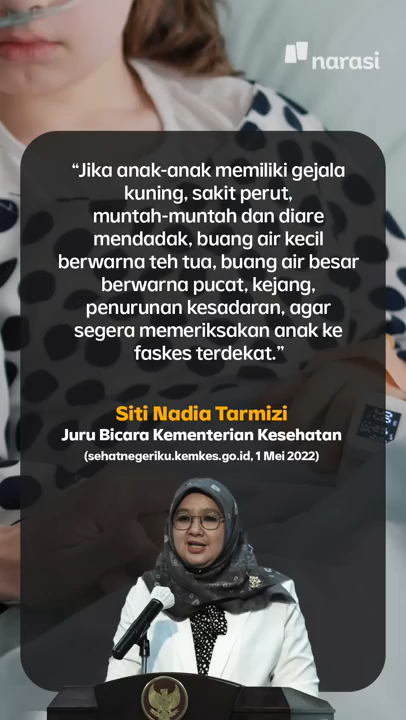 narasi
“Jika anak-anak memiliki gejala
kuning, sakit perut,
muntah-muntah dan diare
mendadak, buang air kecil
berwarna teh tua, buang air besar
berwarna pucat, kejang,
penurunan kesadaran, agar
segera memeriksakan anak ke
faskes terdekat.”
Siti Nadia Tarmizi
Juru Bicara Kementerian Kesehatan
(sehatnegeriku.kemkes.go.id, 1 Mei 2022)